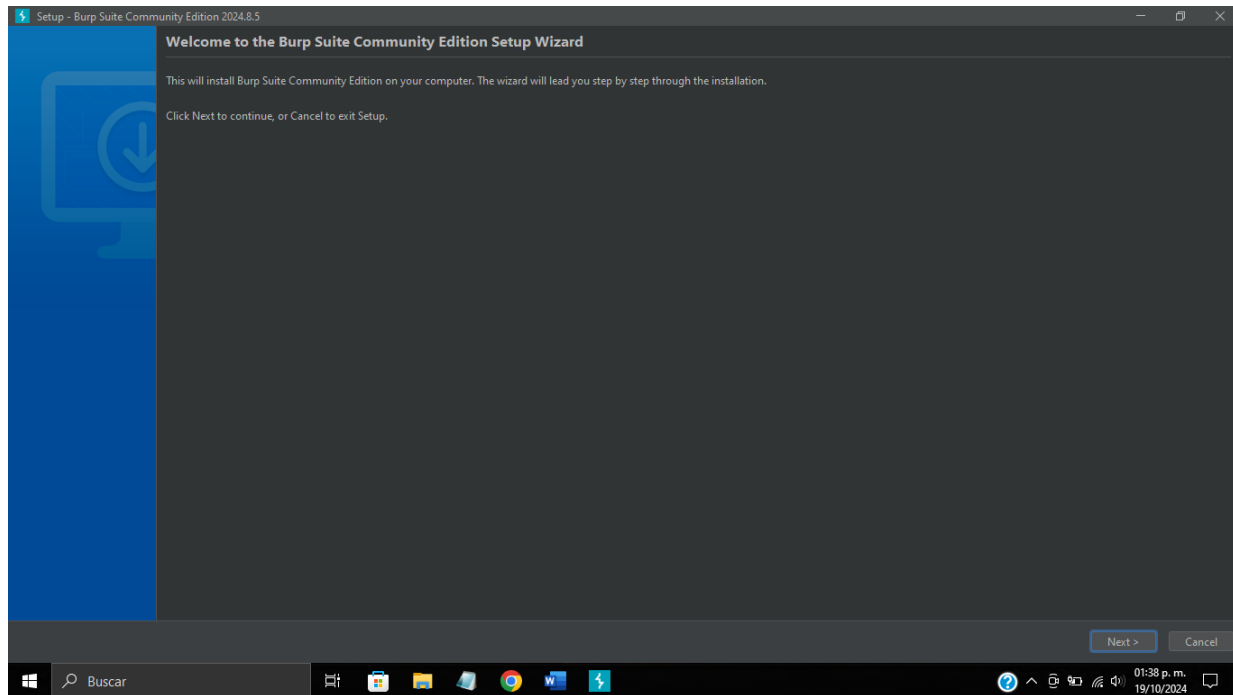 Setup - Burp Suite Community Edition 2024.8.5
Welcome to the Burp Suite Community Edition Setup Wizard
This will install Burp Suite Community Edition on your computer. The wizard will lead you step by step through the installation.
Click Next to continue, or Cancel to exit Setup.
Next >
Cancel
Buscar
W
01:38 p. m.
19/10/2024